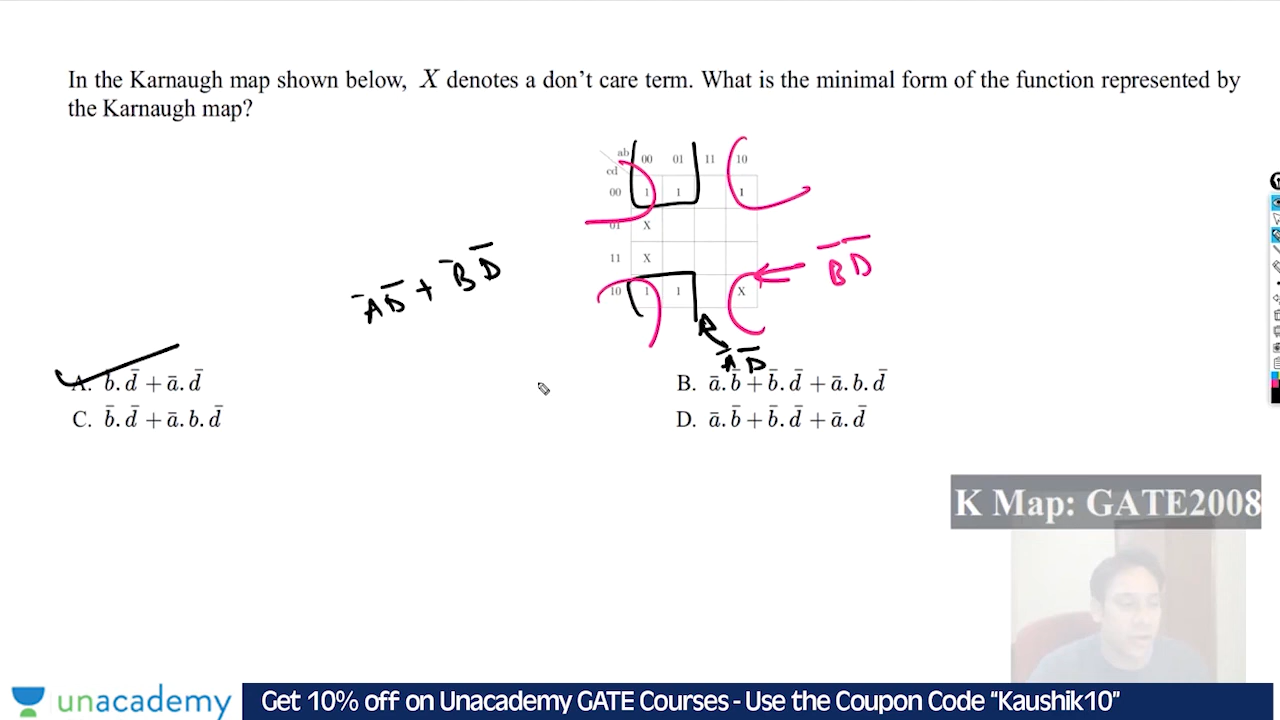 In the Karnaugh map shown below, X denotes a don't care term. What is the minimal form of the function represented by
the Karnaugh map?
ab 00 01 11 10
cd
00 1 1 1
01 X
11 X
10 1 1 X
B̅ D̅
A̅ D̅ + B̅ D̅
A̅ D̅
A. b̅.d̅ + a̅.d̅
B. a̅.b̅ + b̅.d̅ + a̅.b.d̅
C. b̅.d̅ + a̅.b.d̅
D. a̅.b̅ + b̅.d̅ + a̅.d̅
K Map: GATE2008
unacademy
Get 10% off on Unacademy GATE Courses - Use the Coupon Code "Kaushik10"